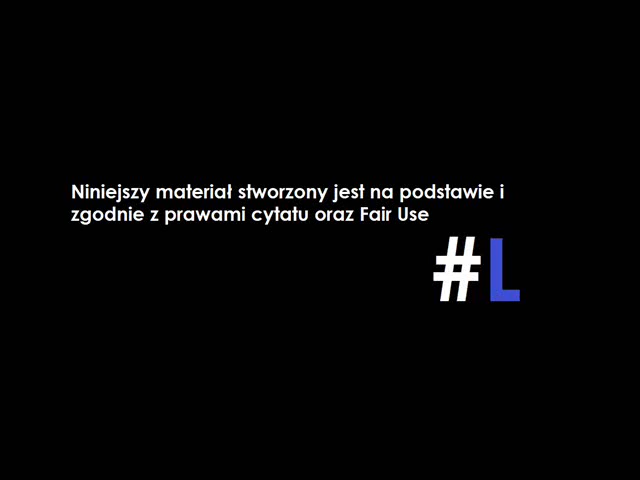 Niniejszy materiał stworzony jest na podstawie i
zgodnie z prawami cytatu oraz Fair Use
#L